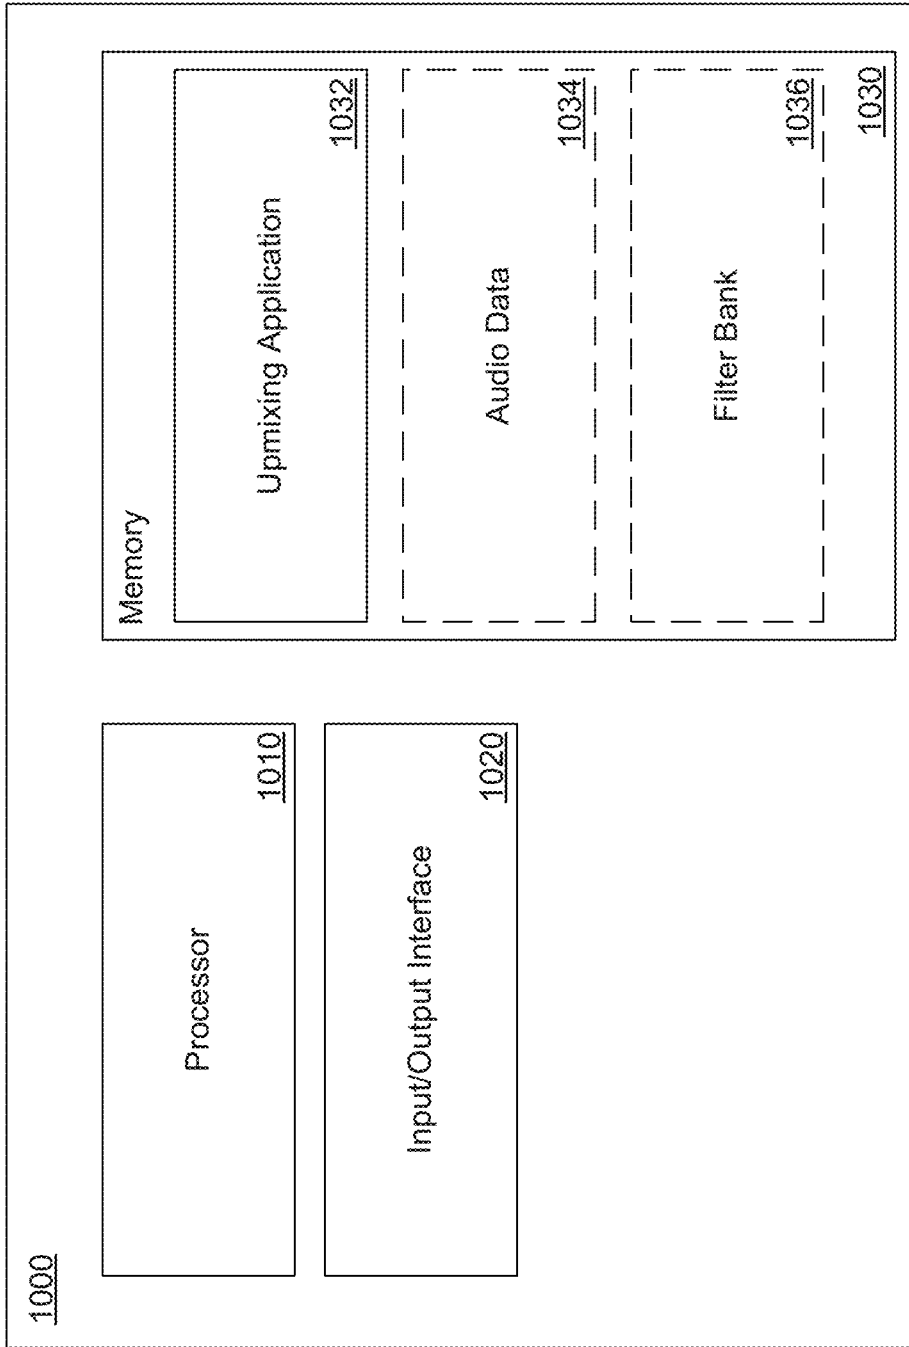 1000
Processor
1010
Input/Output Interface
1020
Memory
Upmixing Application
1032
Audio Data
1034
Filter Bank
1036
1030